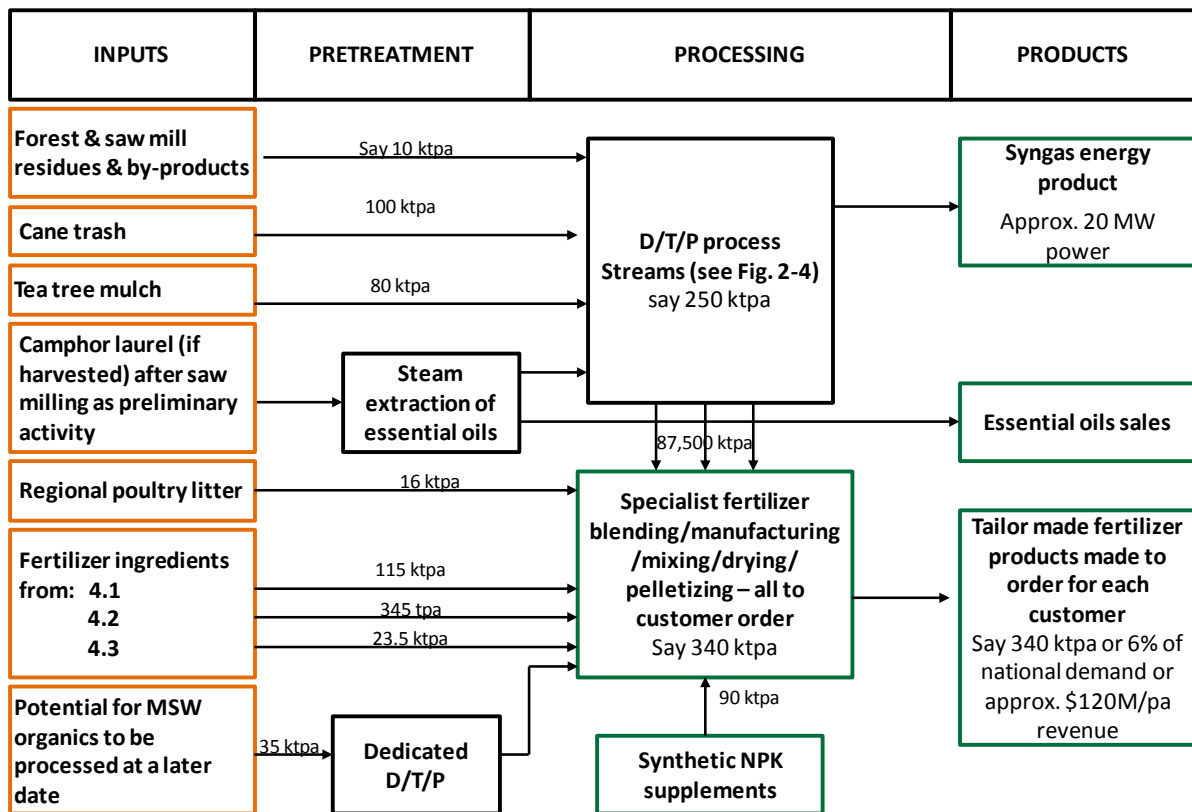 INPUTS
PRETREATMENT
PROCESSING
PRODUCTS
Forest & saw mill
residues & by-products
Say 10 ktpa
Cane trash
100 ktpa
Tea tree mulch
80 ktpa
D/T/P process
Streams (see Fig. 2-4)
say 250 ktpa
Syngas energy
product
Approx. 20 MW
power
Camphor laurel (if
harvested) after saw
milling as preliminary
activity
Steam
extraction of
essential oils
Essential oils sales
87,500 ktpa
Regional poultry litter
16 ktpa
Fertilizer ingredients
from: 4.1
4.2
4.3
115 ktpa
345 tpa
23.5 ktpa
Specialist fertilizer
blending/manufacturing
/mixing/drying/
pelletizing – all to
customer order
Say 340 ktpa
Tailor made fertilizer
products made to
order for each
customer
Say 340 ktpa or 6% of
national demand or
approx. $120M/pa
revenue
Potential for MSW
organics to be
processed at a later
date
35 ktpa
Dedicated
D/T/P
90 ktpa
Synthetic NPK
supplements